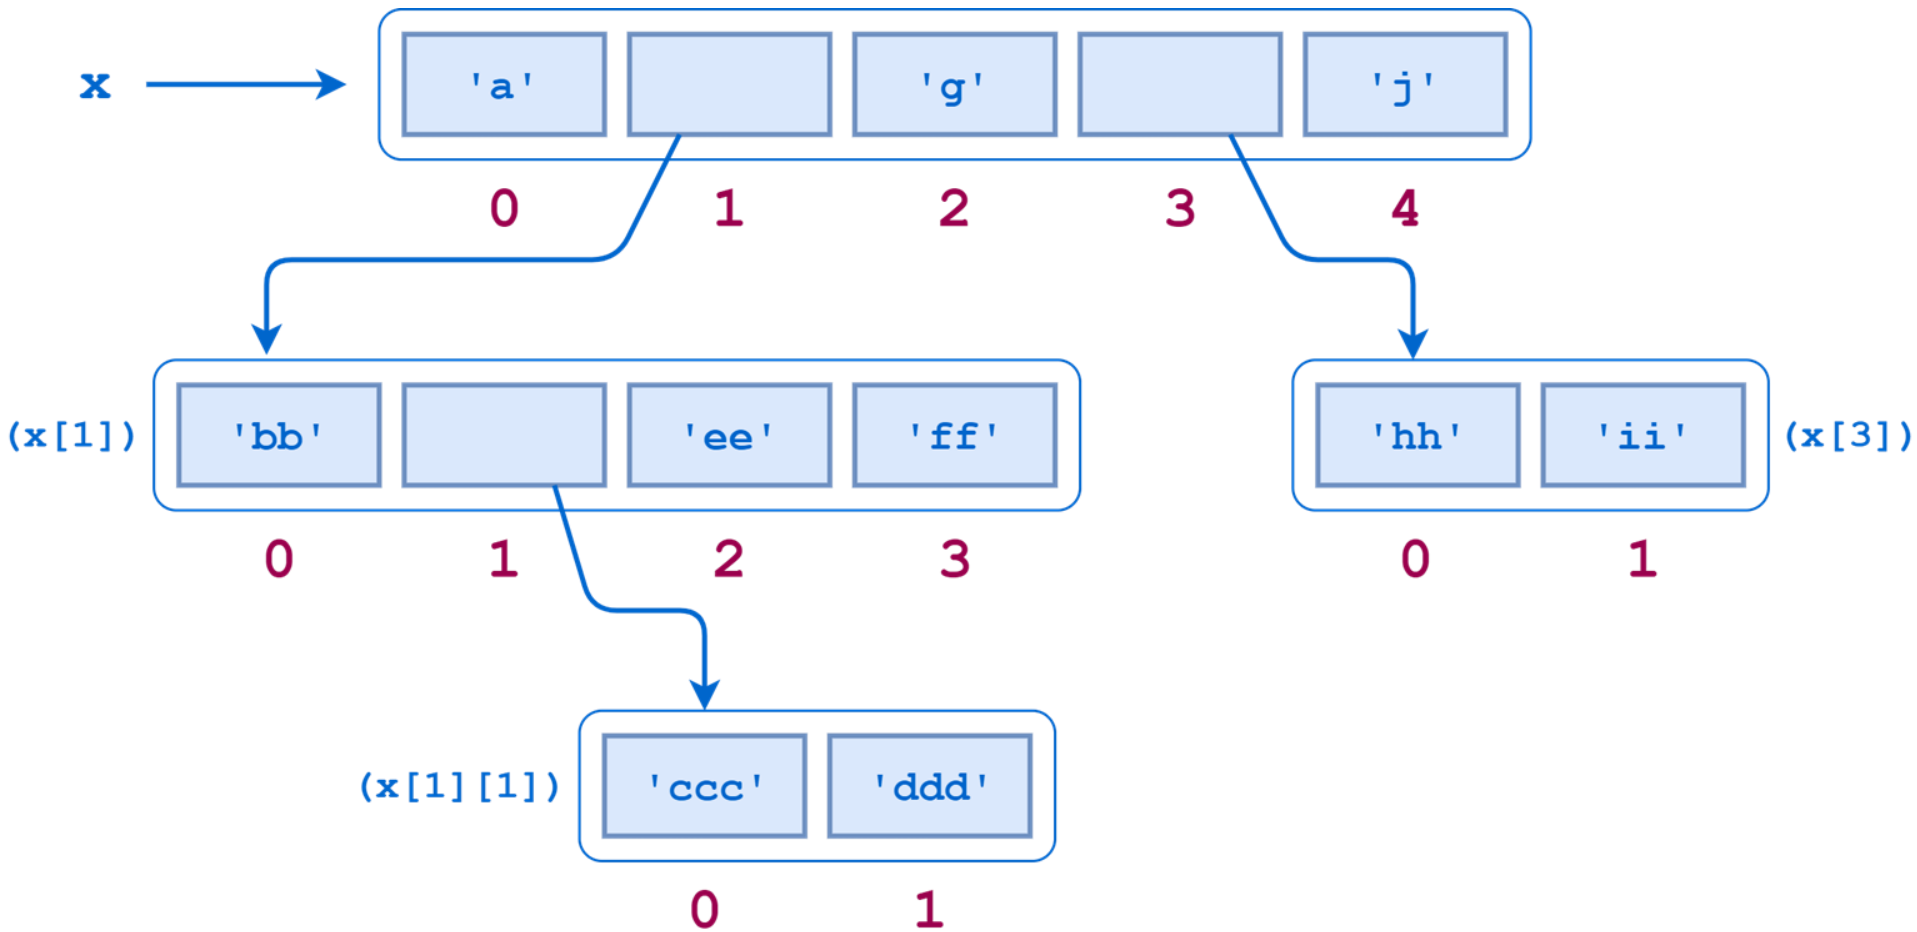 x 'a' 'g' 'j'
0 1 2 3 4
(x[1]) 'bb' 'ee' 'ff' 'hh' 'ii' (x[3])
0 1 2 3 0 1
(x[1][1]) 'ccc' 'ddd'
0 1